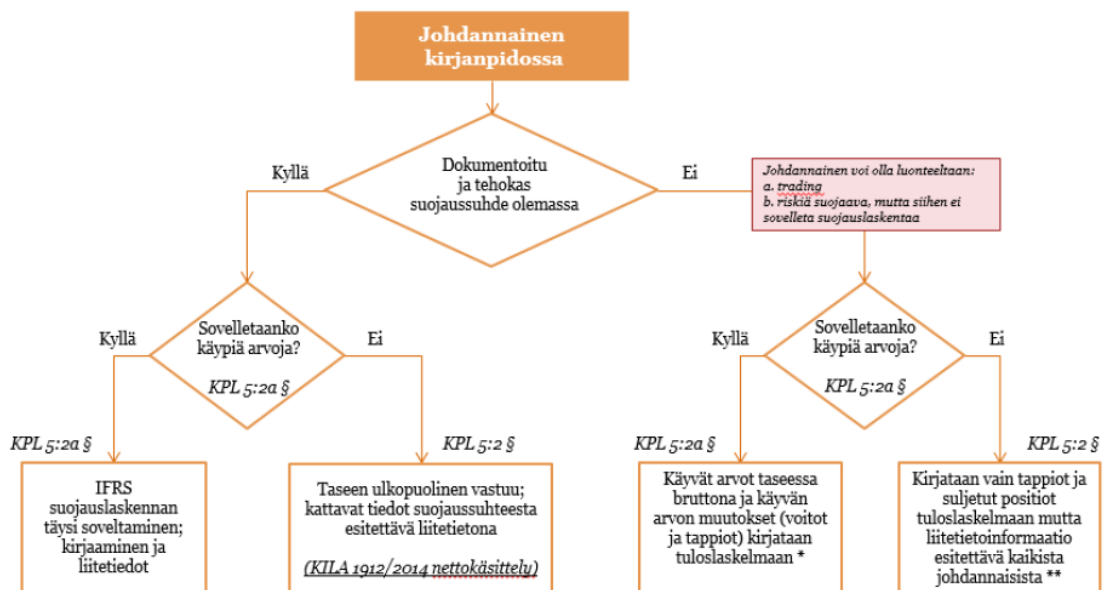 Johdannainen
kirjanpidossa
Kyllä
Dokumentoitu
ja tehokas
suojaussuhde olemassa
Ei
Johdannainen voi olla luonteeltaan:
a. trading
b. riskiä suojaava, mutta siihen ei
sovelleta suojauslaskentaa
Kyllä
Sovelletaanko
käypiä arvoja?
KPL 5:2a §
Ei
Kyllä
Sovelletaanko
käypiä arvoja?
KPL 5:2a §
Ei
KPL 5:2a §
IFRS
suojauslaskennan
täysi soveltaminen;
kirjaaminen ja
liitetiedot
KPL 5:2 §
Taseen ulkopuolinen vastuu;
kattavat tiedot suojaussuhteesta
esitettävä liitetietona
(KILA 1912/2014 nettokäsittely)
KPL 5:2a §
Käyvät arvot taseessa
bruttona ja käyvän
arvon muutokset (voitot
ja tappiot) kirjataan
tuloslaskelmaan *
KPL 5:2 §
Kirjataan vain tappiot ja
suljetut positiot
tuloslaskelmaan mutta
liitetietoinformaatio
esitettävä kaikista
johdannaisista **